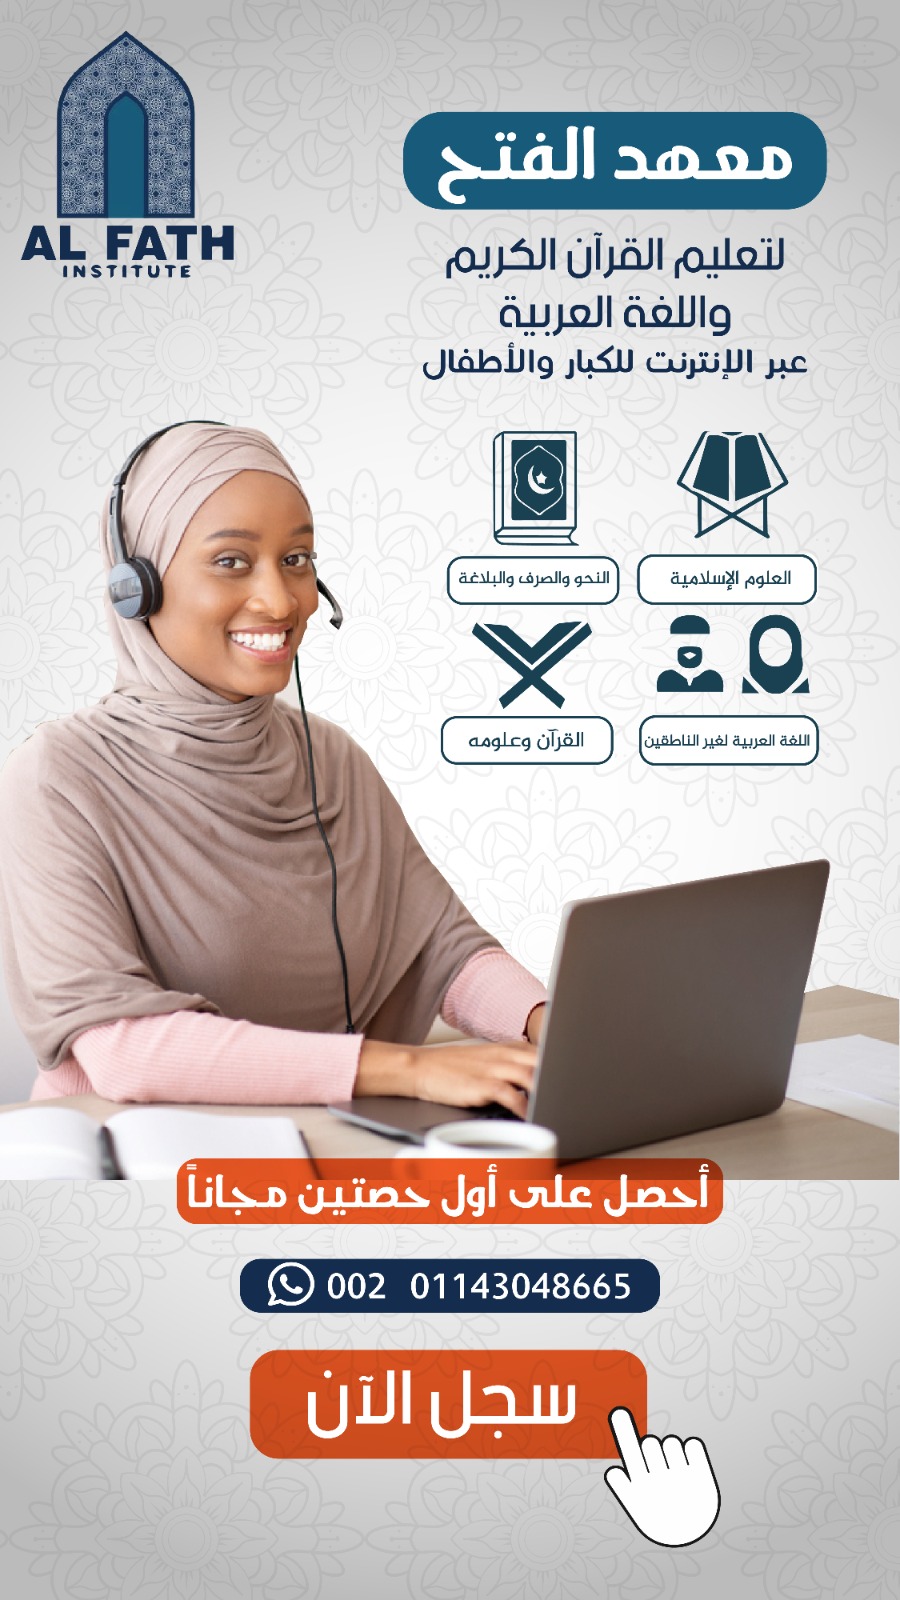 AL FATH
INSTITUTE
معهد الفتح
لتعليم القرآن الكريم
واللغة العربية
عبر الإنترنت للكبار والأطفال
العلوم الإسلامية
النحو والصرف والبلاغة
اللغة العربية لغير الناطقين
القرآن وعلومه
أحصل على أول حصتين مجاناً
002 01143048665
سجل الآن